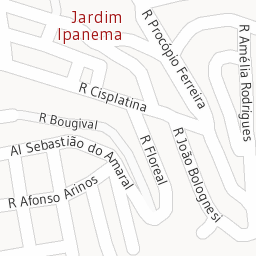 Jardim
Ipanema
R Procópio Ferreira
R Amélia Rodrigues
R Cisplatina
R Bougival
Al Sebastião do Amaral
R Floreal
R João Bolognesi
R Afonso Arinos